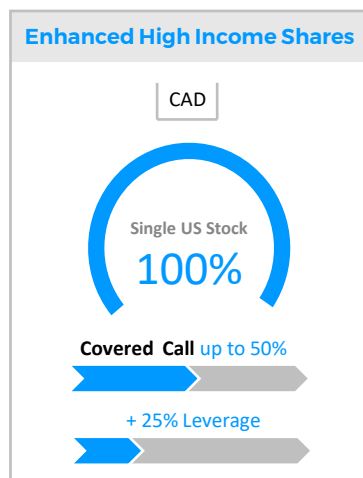 Enhanced High Income Shares
CAD
Single US Stock
100%
Covered Call up to 50%
+ 25% Leverage